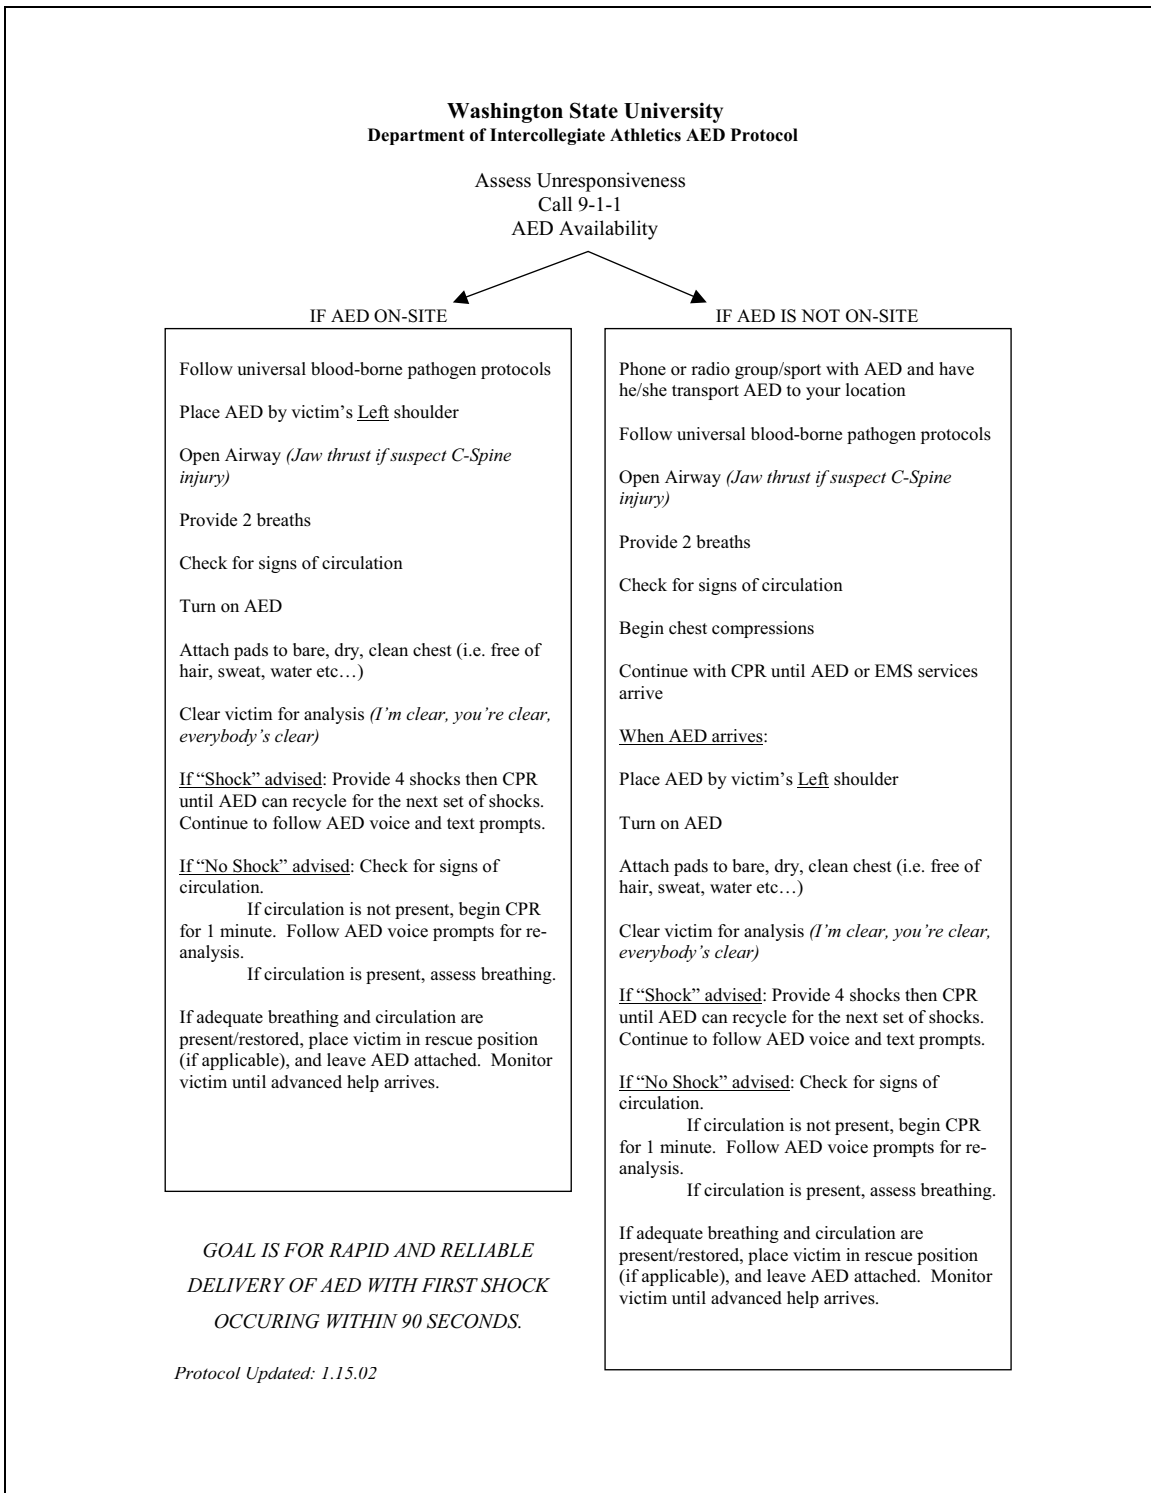 Washington State University
Department of Intercollegiate Athletics AED Protocol
Assess Unresponsiveness
Call 9-1-1
AED Availability
IF AED ON-SITE
Follow universal blood-borne pathogen protocols
Place AED by victim's Left shoulder
Open Airway (Jaw thrust if suspect C-Spine
injury)
Provide 2 breaths
Check for signs of circulation
Turn on AED
Attach pads to bare, dry, clean chest (i.e. free of
hair, sweat, water etc…)
Clear victim for analysis (I'm clear, you're clear,
everybody's clear)
If “Shock” advised: Provide 4 shocks then CPR
until AED can recycle for the next set of shocks.
Continue to follow AED voice and text prompts.
If “No Shock” advised: Check for signs of
circulation.
If circulation is not present, begin CPR
for 1 minute.  Follow AED voice prompts for re-
analysis.
If circulation is present, assess breathing.
If adequate breathing and circulation are
present/restored, place victim in rescue position
(if applicable), and leave AED attached.  Monitor
victim until advanced help arrives.
GOAL IS FOR RAPID AND RELIABLE
DELIVERY OF AED WITH FIRST SHOCK
OCCURING WITHIN 90 SECONDS.
Protocol Updated: 1.15.02
IF AED IS NOT ON-SITE
Phone or radio group/sport with AED and have
he/she transport AED to your location
Follow universal blood-borne pathogen protocols
Open Airway (Jaw thrust if suspect C-Spine
injury)
Provide 2 breaths
Check for signs of circulation
Begin chest compressions
Continue with CPR until AED or EMS services
arrive
When AED arrives:
Place AED by victim's Left shoulder
Turn on AED
Attach pads to bare, dry, clean chest (i.e. free of
hair, sweat, water etc…)
Clear victim for analysis (I'm clear, you're clear,
everybody's clear)
If “Shock” advised: Provide 4 shocks then CPR
until AED can recycle for the next set of shocks.
Continue to follow AED voice and text prompts.
If “No Shock” advised: Check for signs of
circulation.
If circulation is not present, begin CPR
for 1 minute.  Follow AED voice prompts for re-
analysis.
If circulation is present, assess breathing.
If adequate breathing and circulation are
present/restored, place victim in rescue position
(if applicable), and leave AED attached.  Monitor
victim until advanced help arrives.